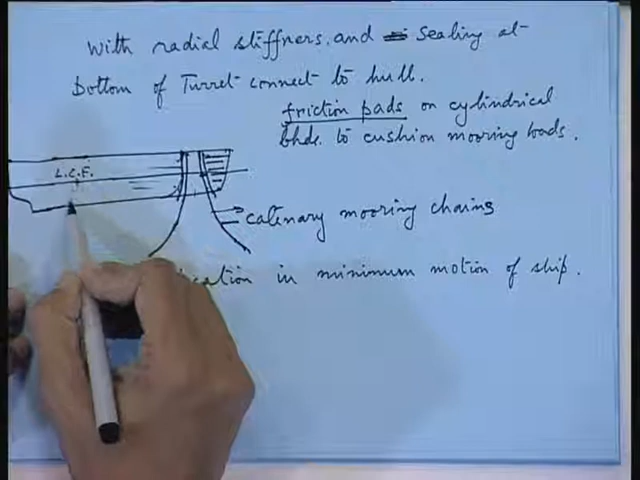 With radial stiffners. and sealing at
bottom of Turret connect to hull.
friction pads on cylindrical
bhds. to cushion mooring loads.
L.C.F.
catenary mooring chains
in minimum motion of ship.